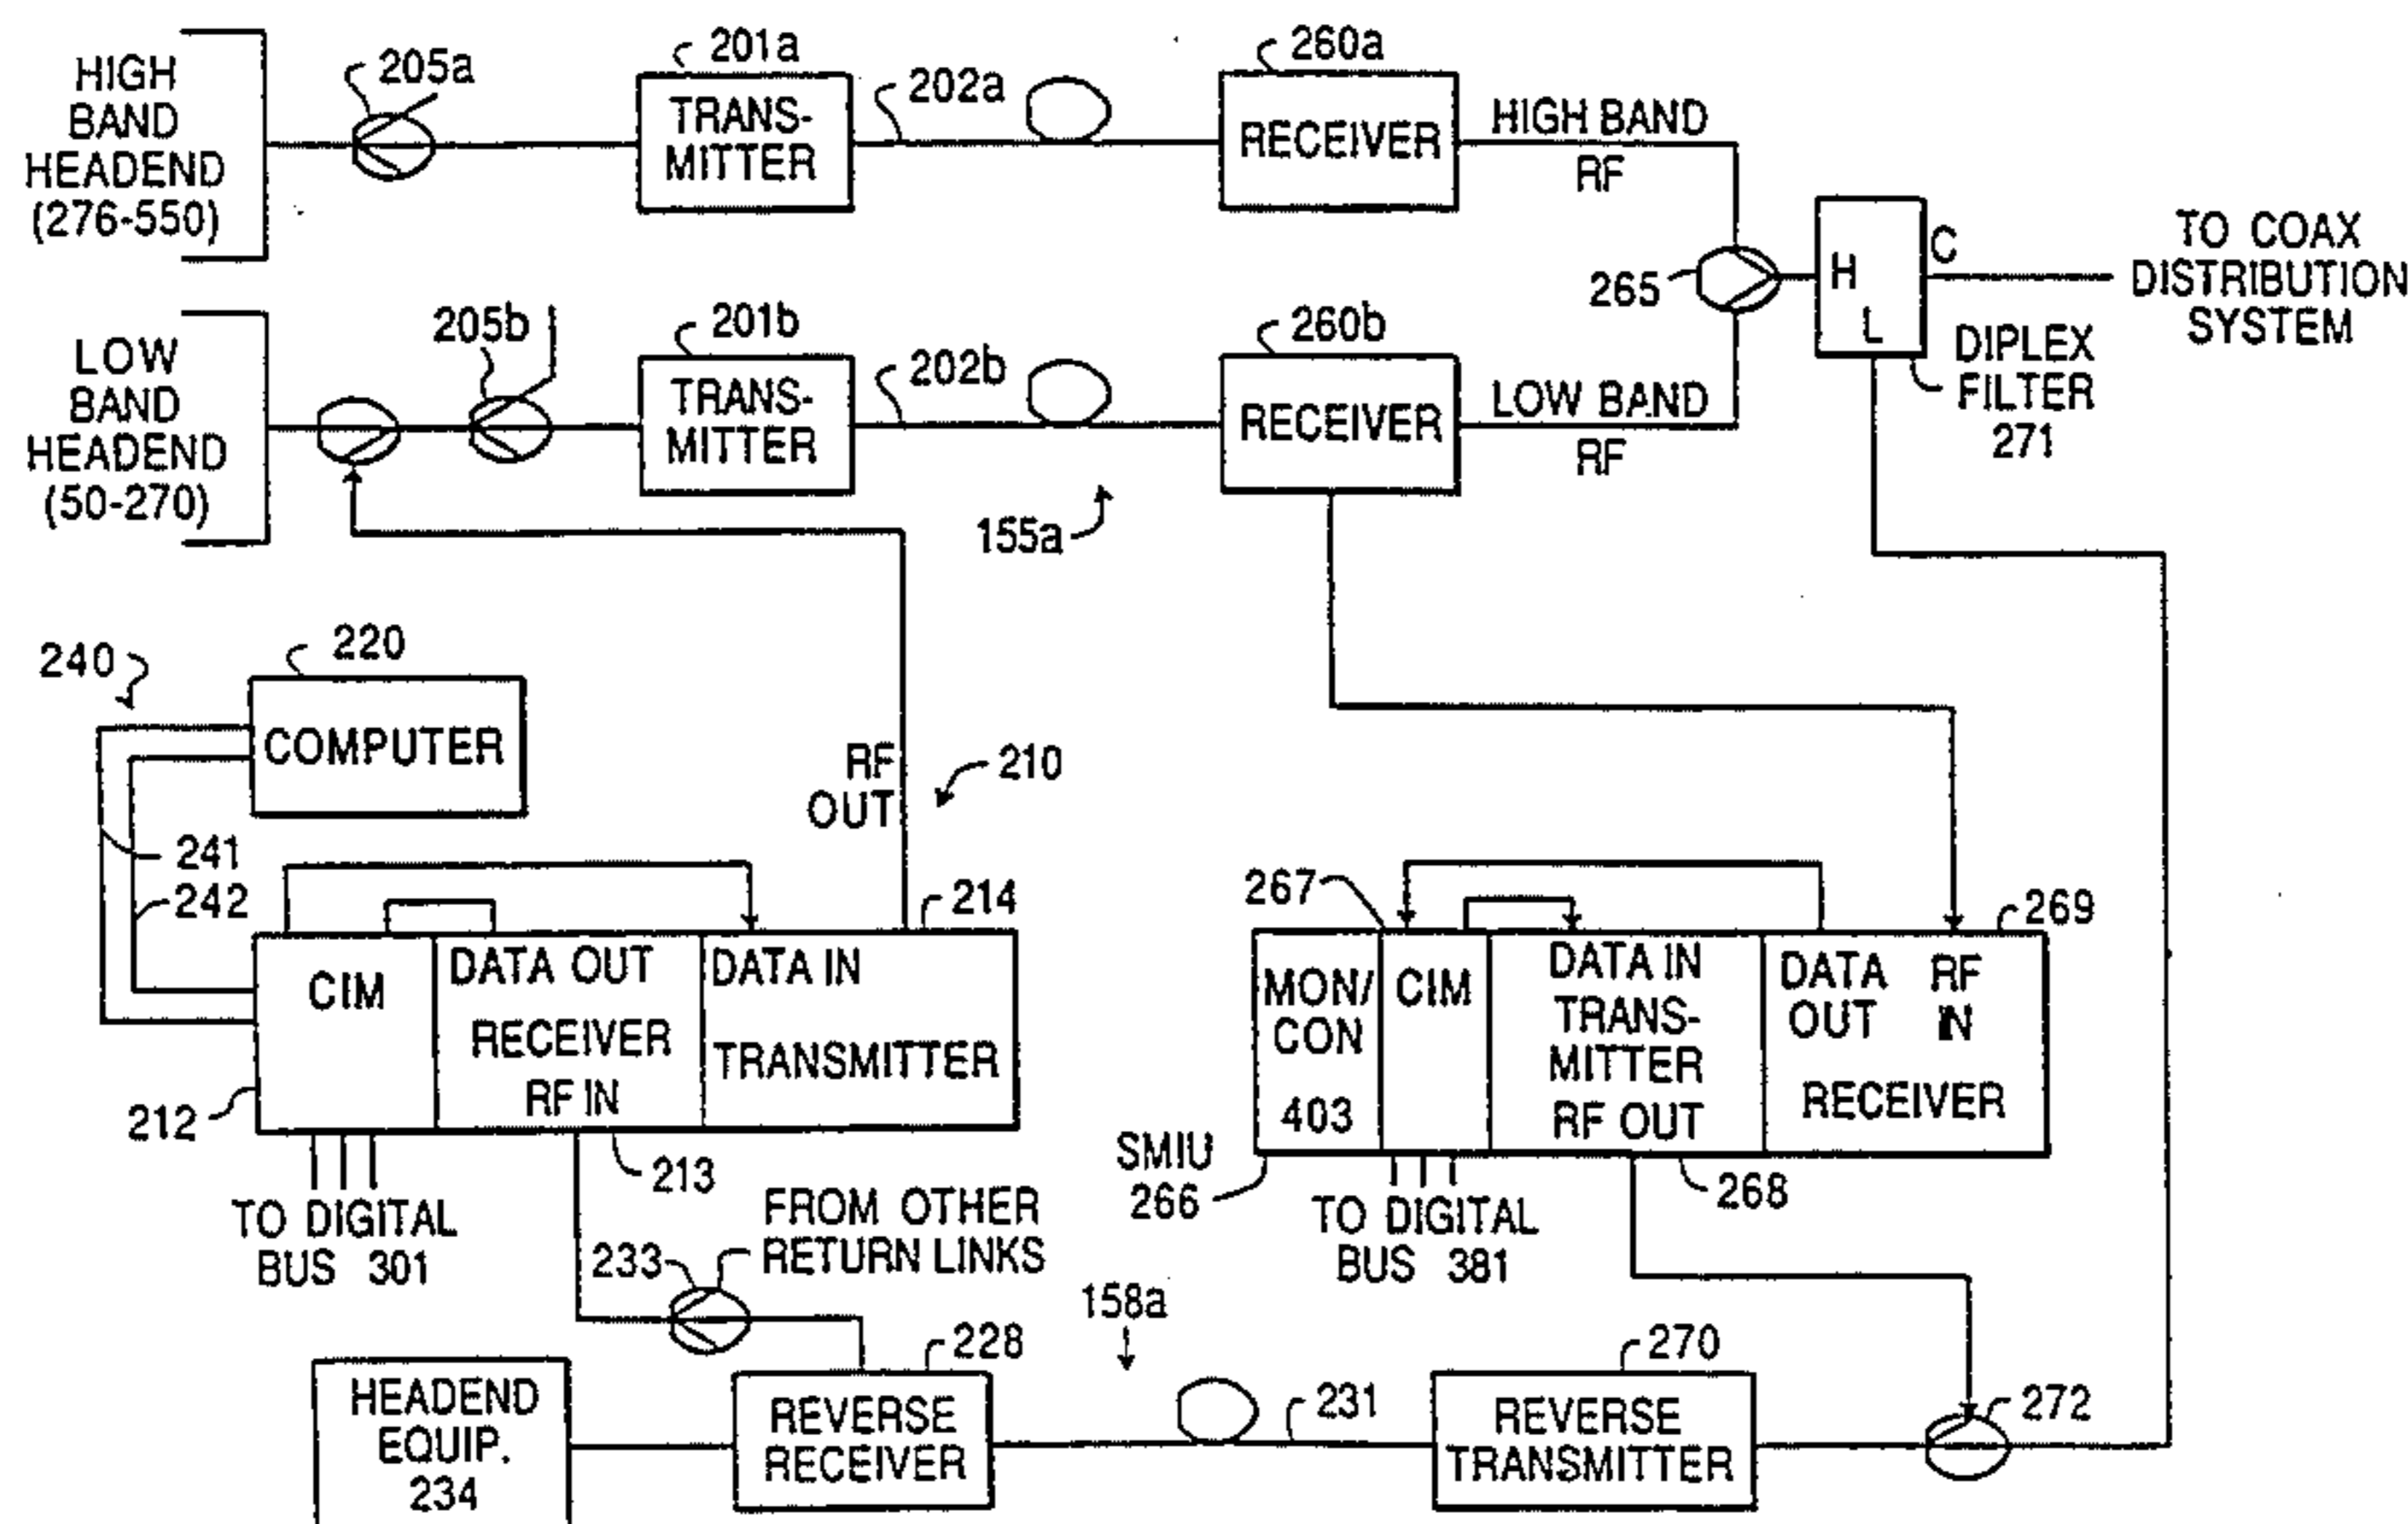 HIGH
BAND
HEADEND
(276-550)
205a
201a
TRANS-
MITTER
202a
260a
RECEIVER
HIGH BAND
RF
265
H
L
C
TO COAX
DISTRIBUTION
SYSTEM
DIPLEX
FILTER
271
LOW
BAND
HEADEND
(50-270)
205b
201b
TRANS-
MITTER
202b
260b
RECEIVER
LOW BAND
RF
155a
240
220
COMPUTER
241
242
RF
OUT
210
214
CIM
DATA OUT
RECEIVER
RF IN
DATA IN
TRANSMITTER
212
213
TO DIGITAL
BUS 301
267
269
MON/
CON
403
CIM
DATA IN
TRANS-
MITTER
RF OUT
DATA
OUT
RF
IN
RECEIVER
SMIU
266
268
TO DIGITAL
BUS 381
FROM OTHER
RETURN LINKS
233
228
158a
HEADEND
EQUIP.
234
REVERSE
RECEIVER
231
270
REVERSE
TRANSMITTER
272